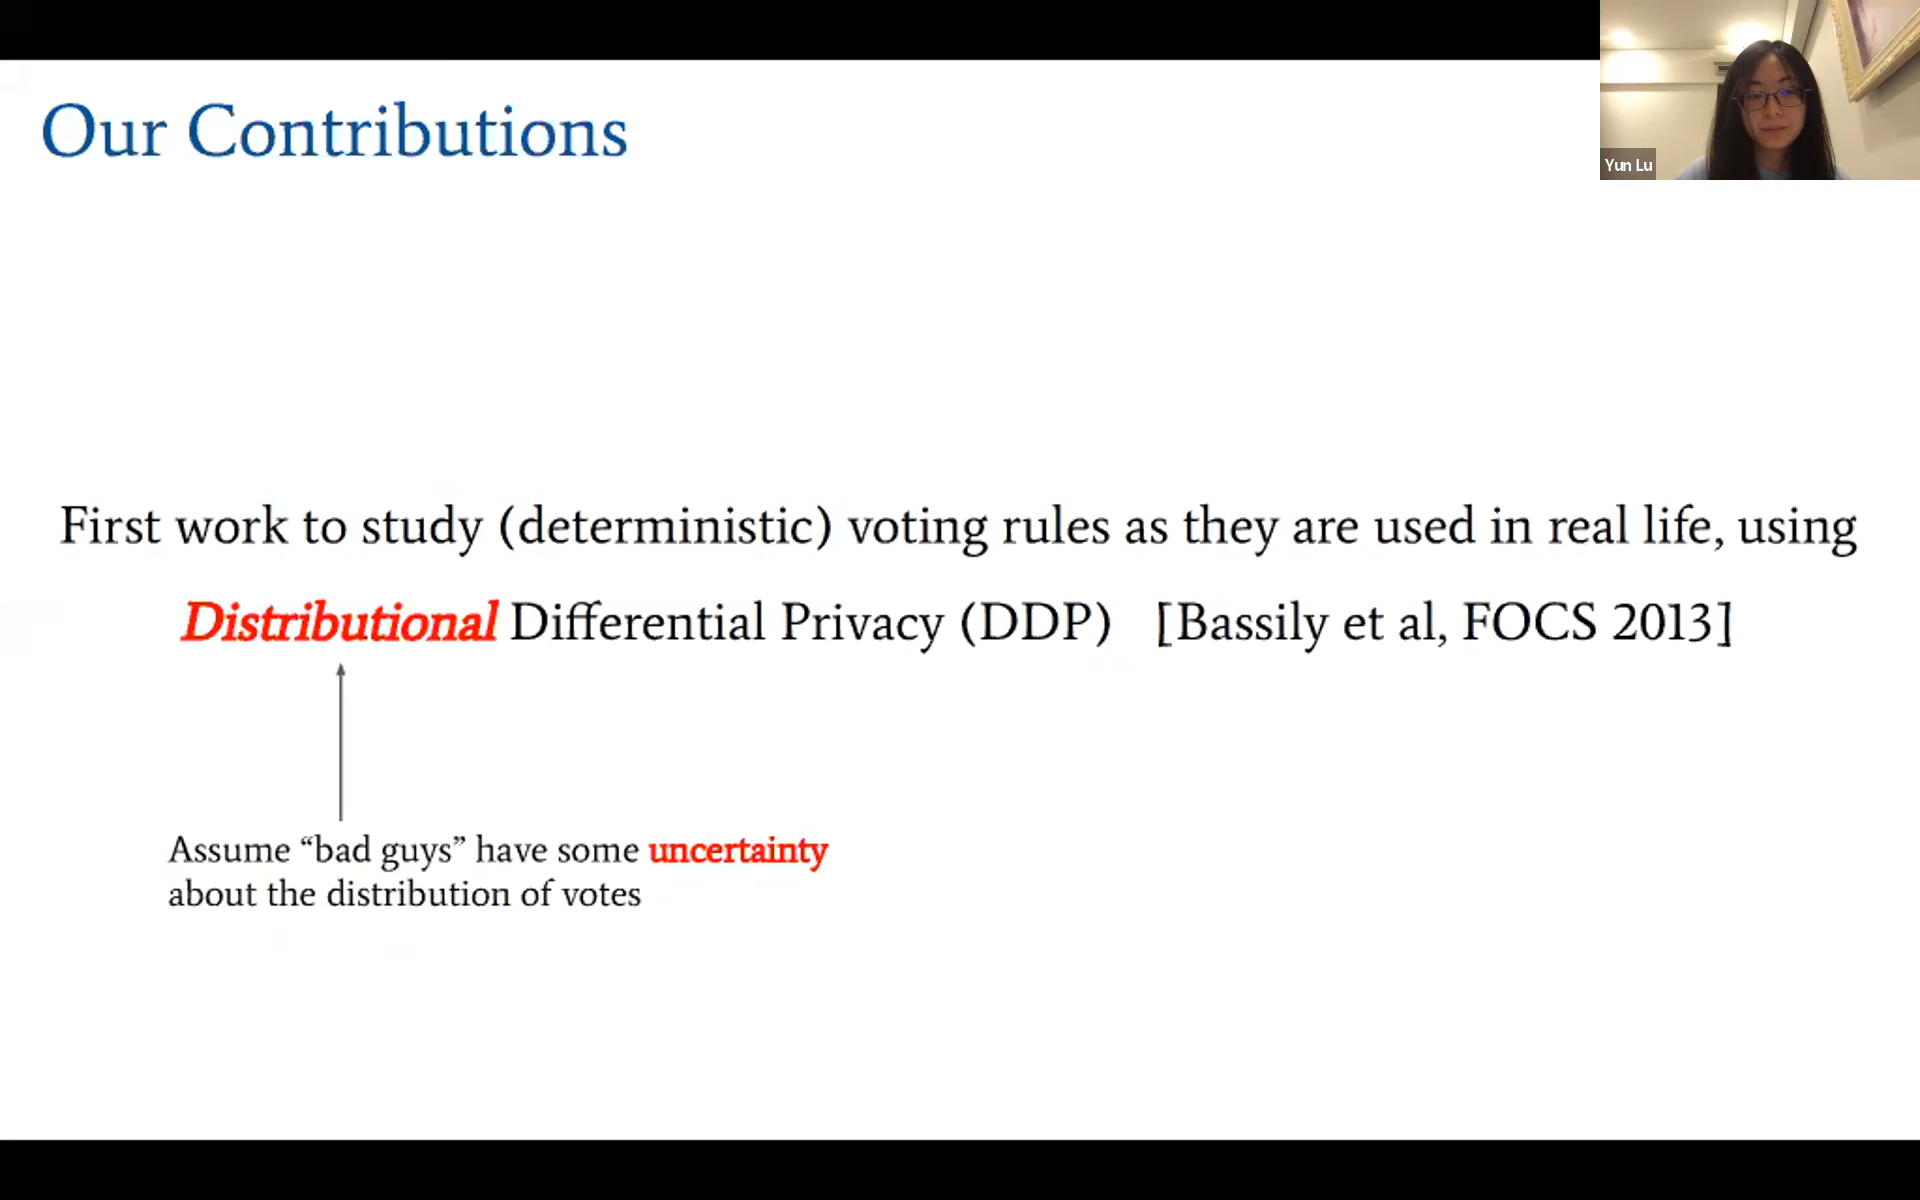 Our Contributions
Yun Lu
First work to study (deterministic) voting rules as they are used in real life, using
Distributional Differential Privacy (DDP) [Bassily et al, FOCS 2013]
Assume “bad guys” have some uncertainty
about the distribution of votes